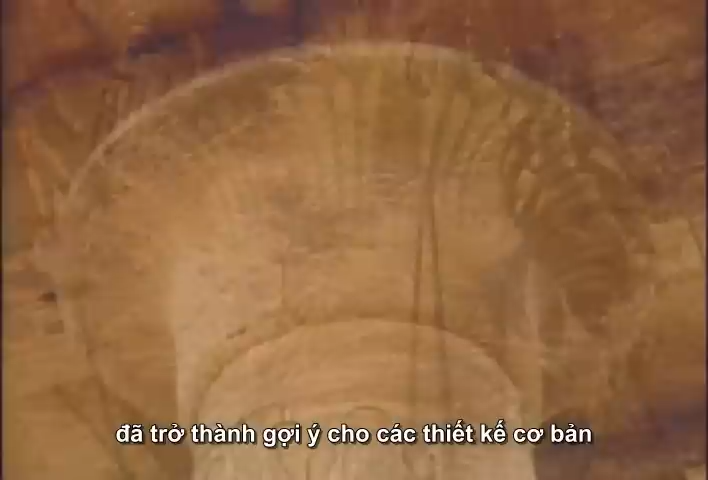 đã trở thành gợi ý cho các thiết kế cơ bản